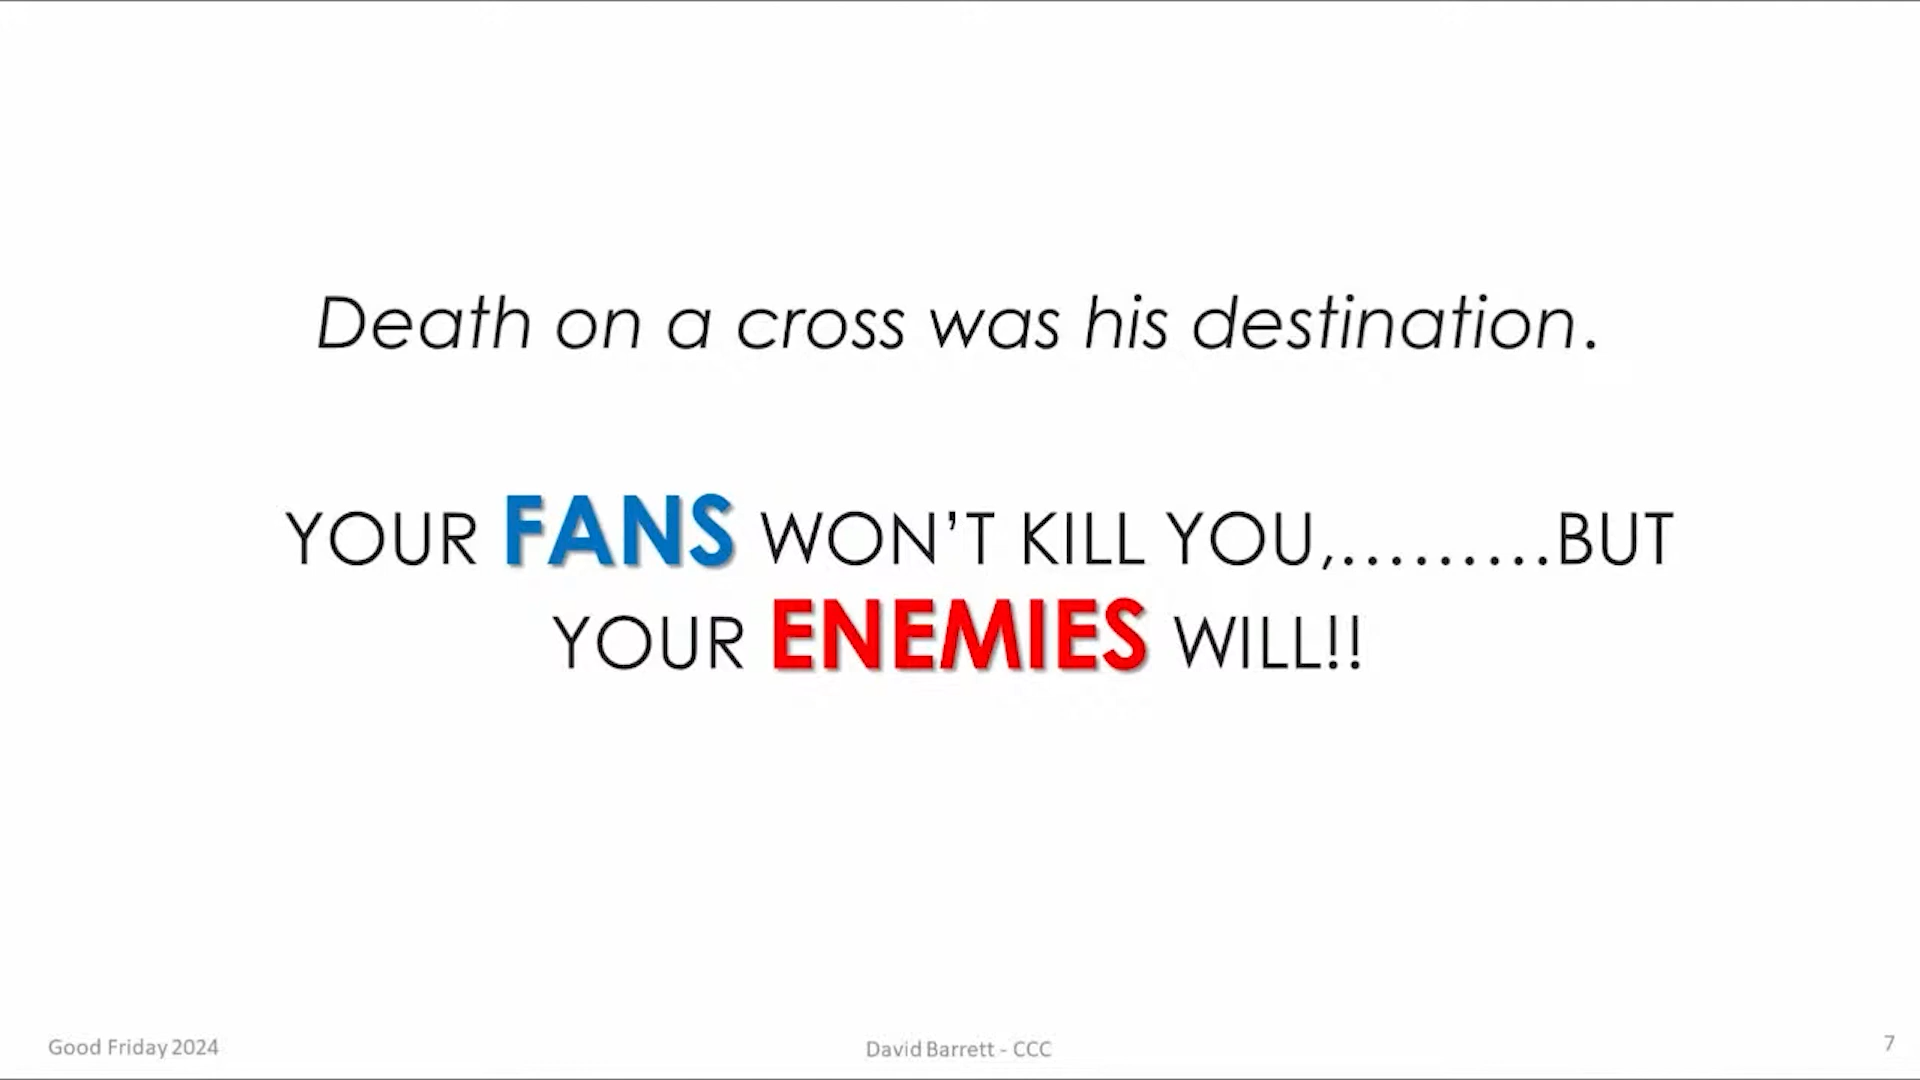 Death on a cross was his destination.
YOUR FANS WON’T KILL YOU,………BUT
YOUR ENEMIES WILL!!
Good Friday 2024
David Barrett - CCC
7